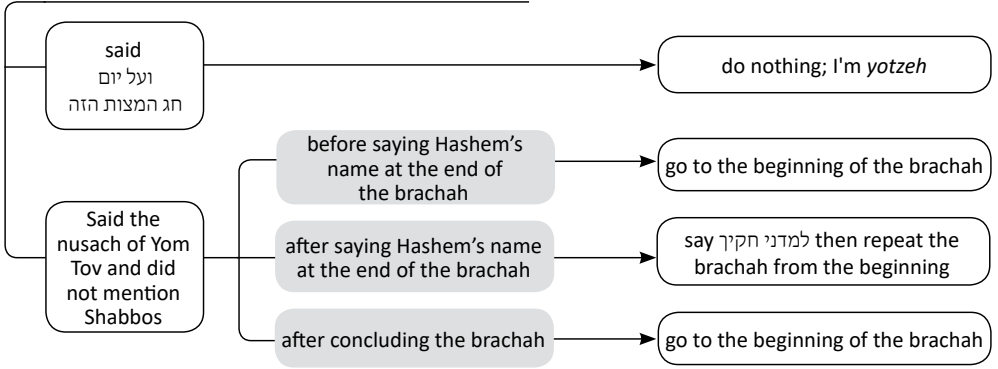 said
ועל יום
חג המצות הזה
do nothing; I'm yotzeh
before saying Hashem’s
name at the end of
the brachah
go to the beginning of the brachah
Said the
nusach of Yom
Tov and did
not mention
Shabbos
after saying Hashem’s name
at the end of the brachah
say למדני חקיך then repeat the
brachah from the beginning
after concluding the brachah
go to the beginning of the brachah